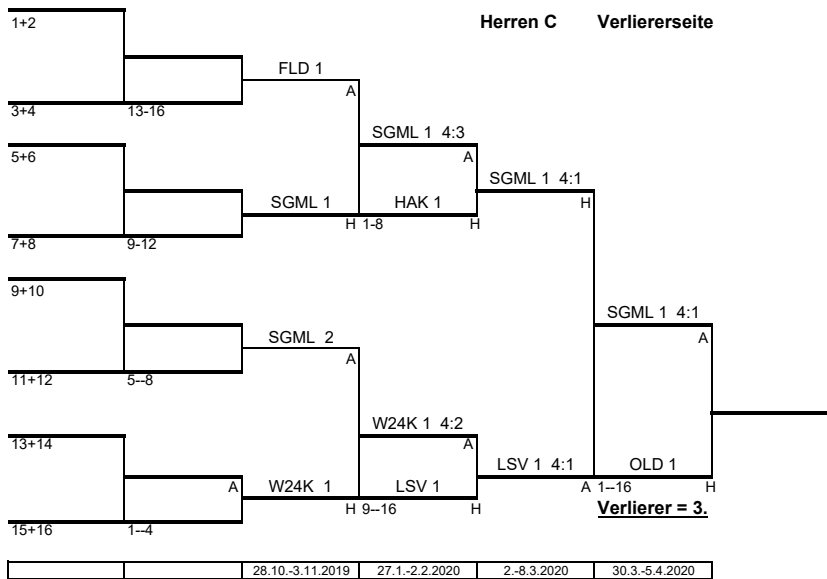 Herren C Verliererseite
1+2
FLD 1
A
3+4 13-16
SGML 1 4:3
A
5+6
SGML 1 4:1
H
SGML 1 HAK 1
H 1-8 H
7+8 9-12
9+10
SGML 1 4:1
A
SGML 2
A
11+12 5--8
W24K 1 4:2
A
13+14
LSV 1 4:1 OLD 1
A 1--16 H
A W24K 1 LSV 1
H 9--16 H
Verlierer = 3.
15+16 1--4
28.10.-3.11.2019 27.1.-2.2.2020 2.-8.3.2020 30.3.-5.4.2020